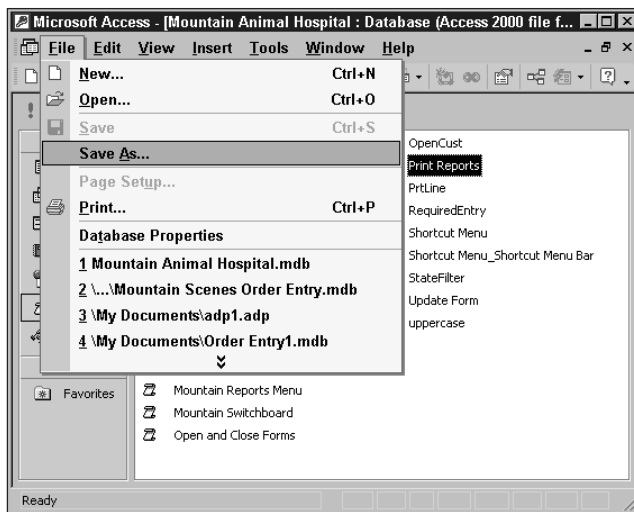 Microsoft Access - [Mountain Animal Hospital : Database (Access 2000 file f...
File Edit View Insert Tools Window Help
New... Ctrl+N
Open... Ctrl+O
Save Ctrl+S
Save As...
Page Setup...
Print... Ctrl+P
Database Properties
1 Mountain Animal Hospital.mdb
2 \...\Mountain Scenes Order Entry.mdb
3 \My Documents\adp1.adp
4 \My Documents\Order Entry1.mdb
OpenCust
Print Reports
PrtLine
RequiredEntry
Shortcut Menu
Shortcut Menu_Shortcut Menu Bar
StateFilter
Update Form
uppercase
Favorites
Mountain Reports Menu
Mountain Switchboard
Open and Close Forms
Ready